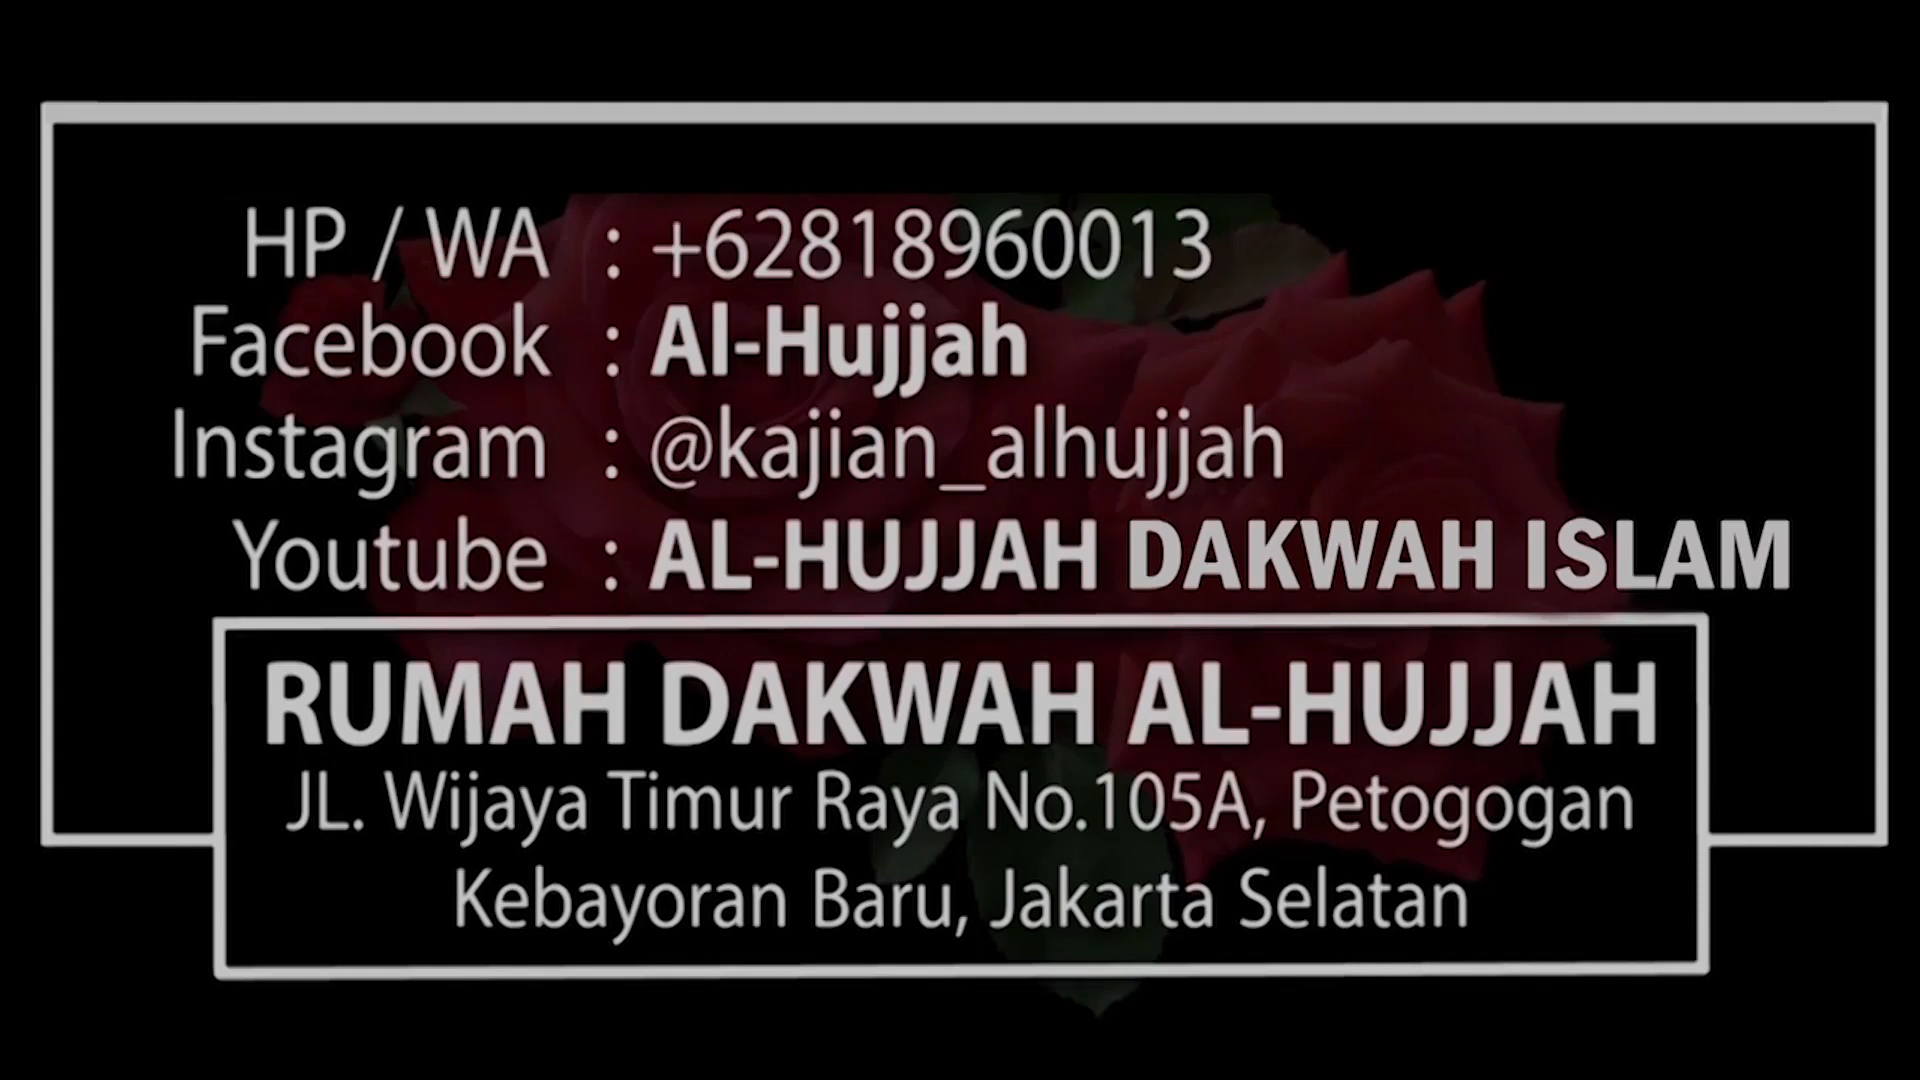 HP / WA : +62818960013
Facebook : Al-Hujjah
Instagram : @kajian_alhujjah
Youtube : AL-HUJJAH DAKWAH ISLAM
RUMAH DAKWAH AL-HUJJAH
JL. Wijaya Timur Raya No.105A, Petogogan
Kebayoran Baru, Jakarta Selatan